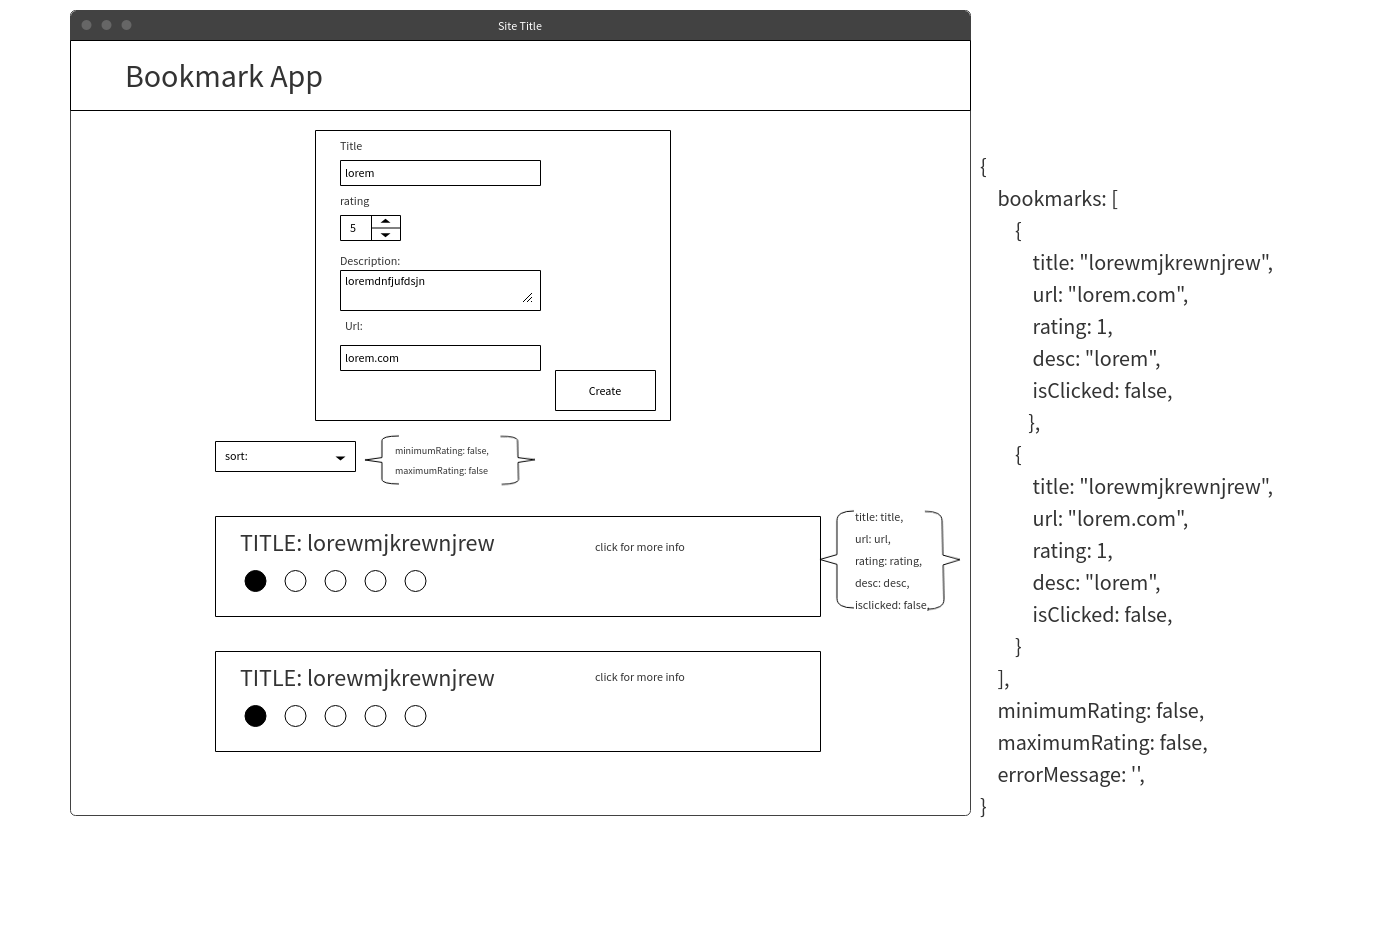 Site Title
Bookmark App
Title
lorem
rating
5
Description:
loremdnfjufdsjn
Url:
lorem.com
Create
sort:
minimumRating: false,
maximumRating: false
TITLE: lorewmjkrewnjrew
click for more info
title: title,
url: url,
rating: rating,
desc: desc,
isclicked: false,
TITLE: lorewmjkrewnjrew
click for more info
{
bookmarks: [
{
title: "lorewmjkrewnjrew",
url: "lorem.com",
rating: 1,
desc: "lorem",
isClicked: false,
},
{
title: "lorewmjkrewnjrew",
url: "lorem.com",
rating: 1,
desc: "lorem",
isClicked: false,
}
],
minimumRating: false,
maximumRating: false,
errorMessage: '',
}